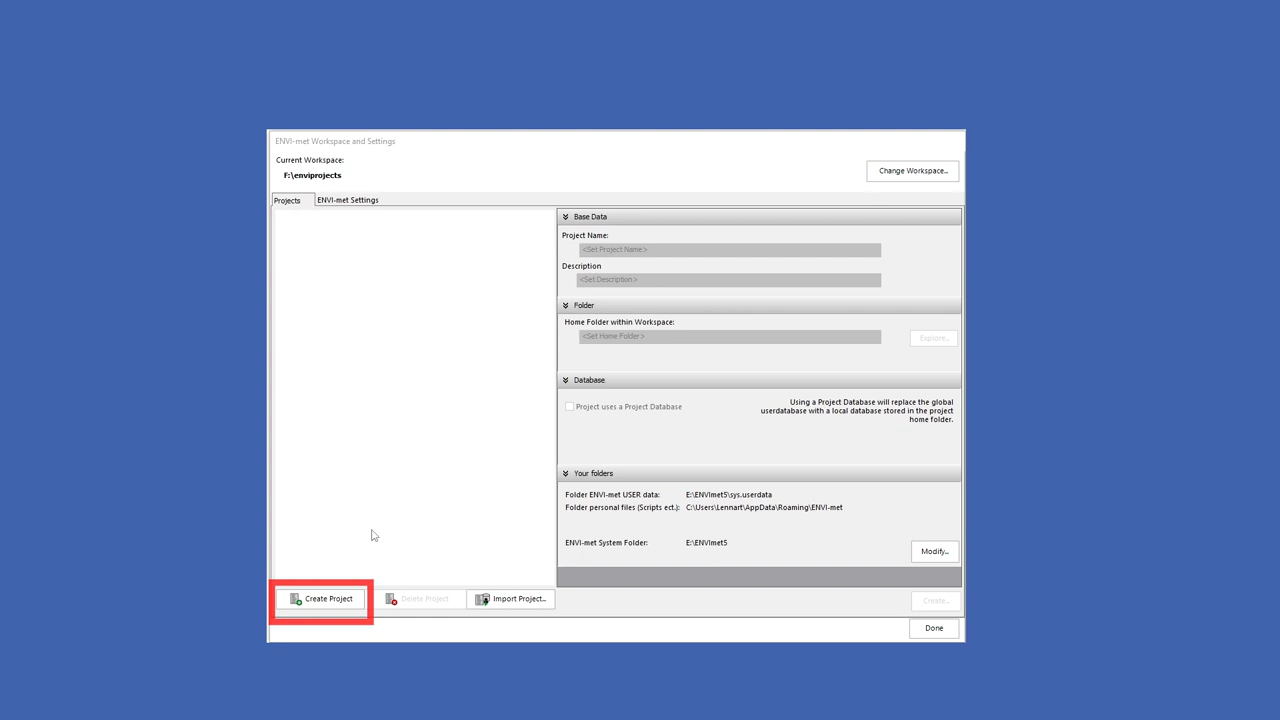 ENVI-met Workspace and Settings
Current Workspace:
F:\enviprojects
Change Workspace...
Projects
ENVI-met Settings
Base Data
Project Name:
<Set Project Name>
Description
<Set Description>
Folder
Home Folder within Workspace:
<Set Home Folder>
Explore...
Database
Project uses a Project Database
Using a Project Database will replace the global
userdatabase with a local database stored in the project
home folder.
Your folders
Folder ENVI-met USER data: E:\ENVImet5\sys.userdata
Folder personal files (Scripts ect.): C:\Users\Lennart\AppData\Roaming\ENVI-met
ENVI-met System Folder: E:\ENVImet5
Modify...
Create Project
Delete Project
Import Project...
Create...
Done